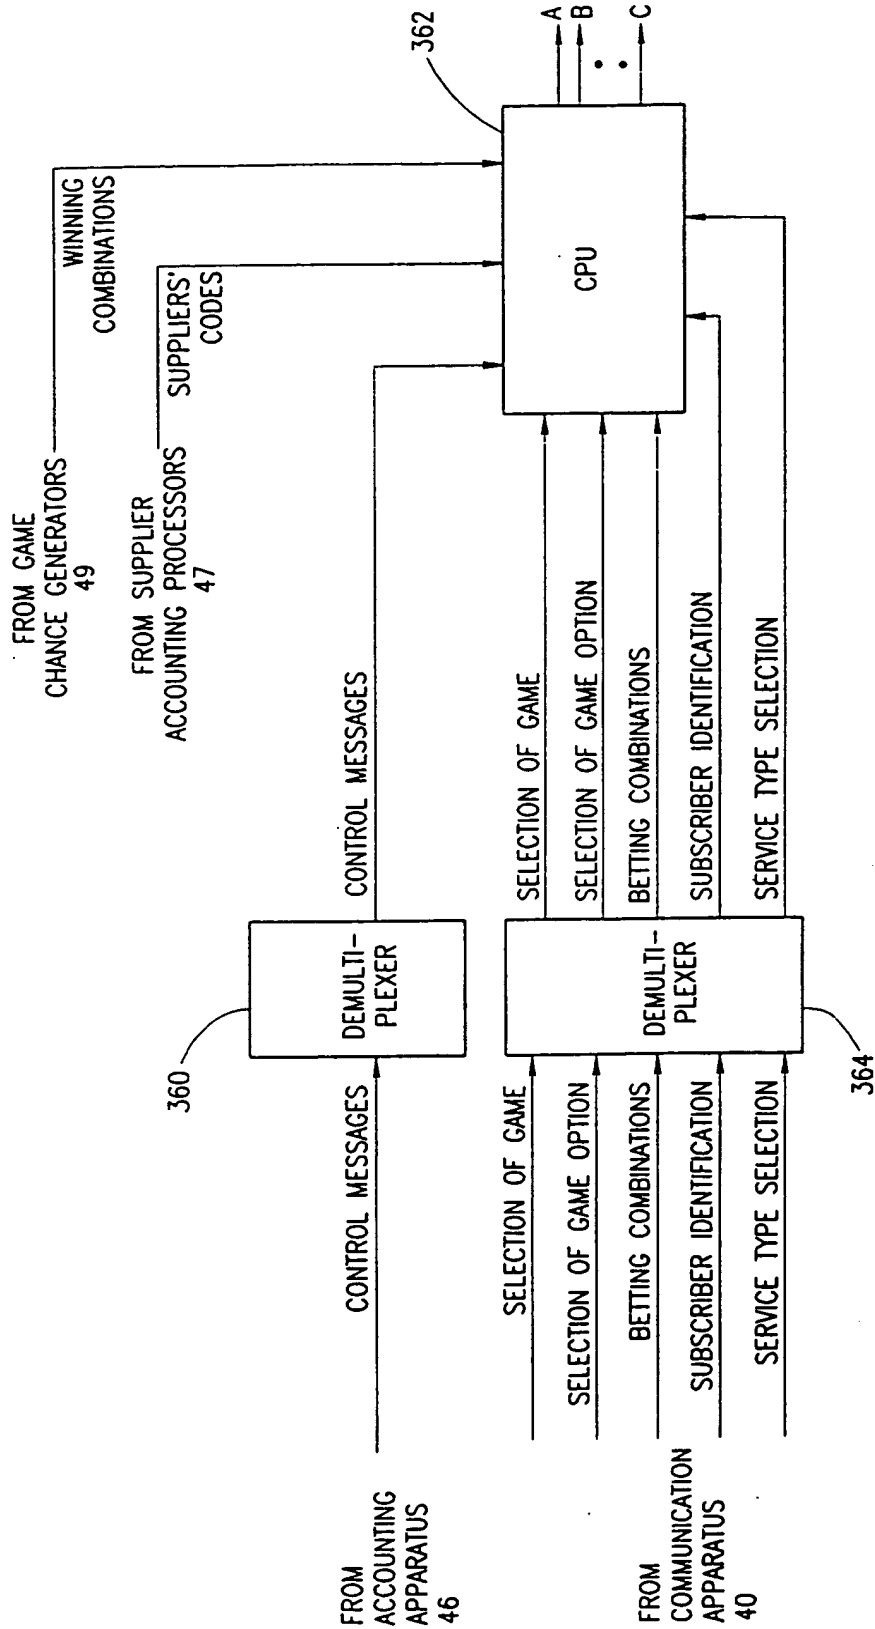 FROM GAME
CHANCE GENERATORS
49
WINNING
COMBINATIONS
FROM SUPPLIER
ACCOUNTING PROCESSORS
47
SUPPLIERS'
CODES
362
360
FROM
ACCOUNTING
APPARATUS
46
CONTROL MESSAGES
DEMULTI-
PLEXER
CONTROL MESSAGES
CPU
A
B
C
FROM
COMMUNICATION
APPARATUS
40
SELECTION OF GAME
SELECTION OF GAME OPTION
BETTING COMBINATIONS
SUBSCRIBER IDENTIFICATION
SERVICE TYPE SELECTION
DEMULTI-
PLEXER
364
SELECTION OF GAME
SELECTION OF GAME OPTION
BETTING COMBINATIONS
SUBSCRIBER IDENTIFICATION
SERVICE TYPE SELECTION